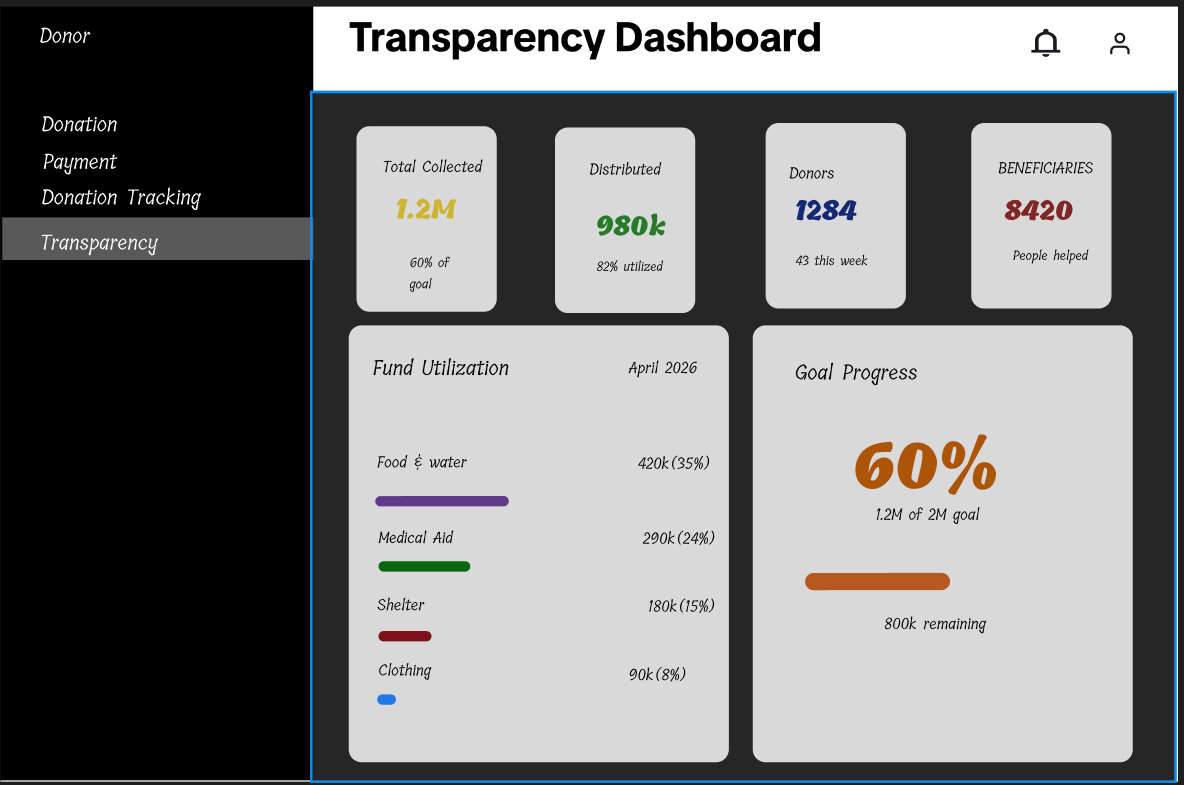 Donor
Transparency Dashboard
Donation
Payment
Donation Tracking
Transparency
Total Collected
1.2M
60% of
goal
Distributed
980k
82% utilized
Donors
1284
43 this week
BENEFICIARIES
8420
People helped
Fund Utilization
April 2026
Food & water
420k(35%)
Medical Aid
290k(24%)
Shelter
180k(15%)
Clothing
90k(8%)
Goal Progress
60%
1.2M of 2M goal
800k remaining